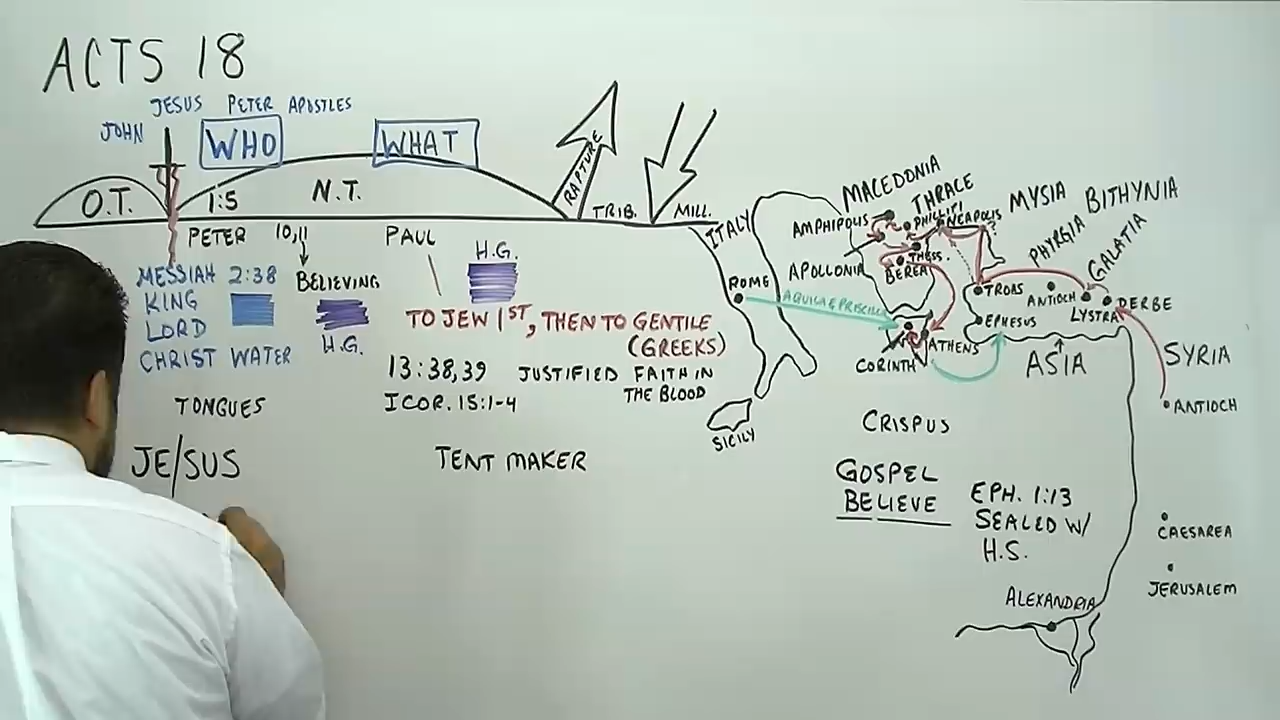 ACTS 18
JESUS PETER APOSTLES
JOHN
WHO
WHAT
O.T.
1:5
N.T.
RAPTURE
TRIB.
MILL.
PETER
10,11
PAUL
H.G.
MESSIAH 2:38
KING
LORD
CHRIST WATER
BELIEVING
H.G.
TO JEW 1ST, THEN TO GENTILE
(GREEKS)
13:38,39 JUSTIFIED FAITH IN
THE BLOOD
I COR. 15:1-4
TONGUES
JE/SUS
TENT MAKER
ITALY
ROME
SICILY
AQUILA & PRISCILLA
MACEDONIA
THRACE
AMPHIPOLIS
PHILLIPI
NEAPOLIS
APOLLONIA
THESS.
BEREA
MYSIA
BITHYNIA
PHYRGIA
GALATIA
TROAS
ANTIOCH
LYSTRA
DERBE
EPHESUS
ATHENS
CORINTH
ASIA
SYRIA
ANTIOCH
CRISPUS
GOSPEL
BELIEVE
EPH. 1:13
SEALED W/
H.S.
CAESAREA
JERUSALEM
ALEXANDRIA